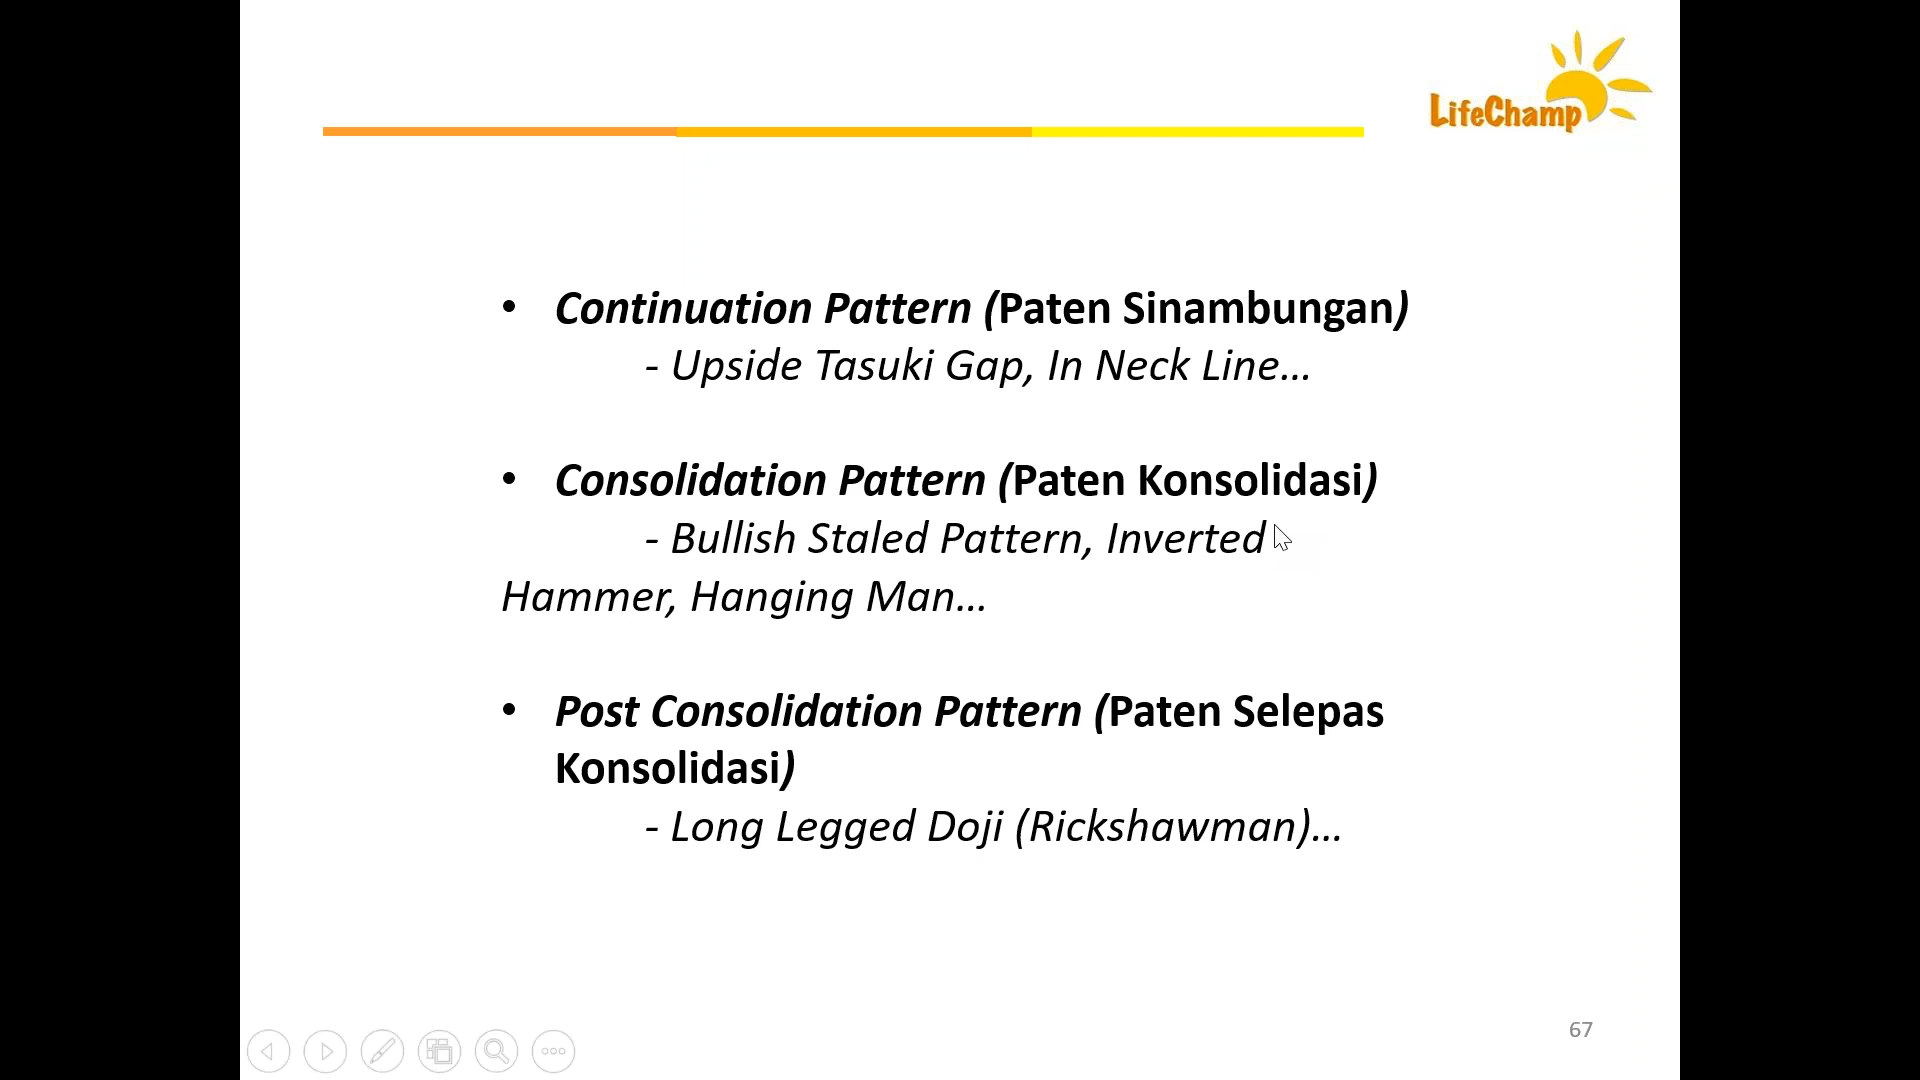 LifeChamp
• Continuation Pattern (Paten Sinambungan)
- Upside Tasuki Gap, In Neck Line…
• Consolidation Pattern (Paten Konsolidasi)
- Bullish Staled Pattern, Inverted
Hammer, Hanging Man…
• Post Consolidation Pattern (Paten Selepas
Konsolidasi)
- Long Legged Doji (Rickshawman)…
67